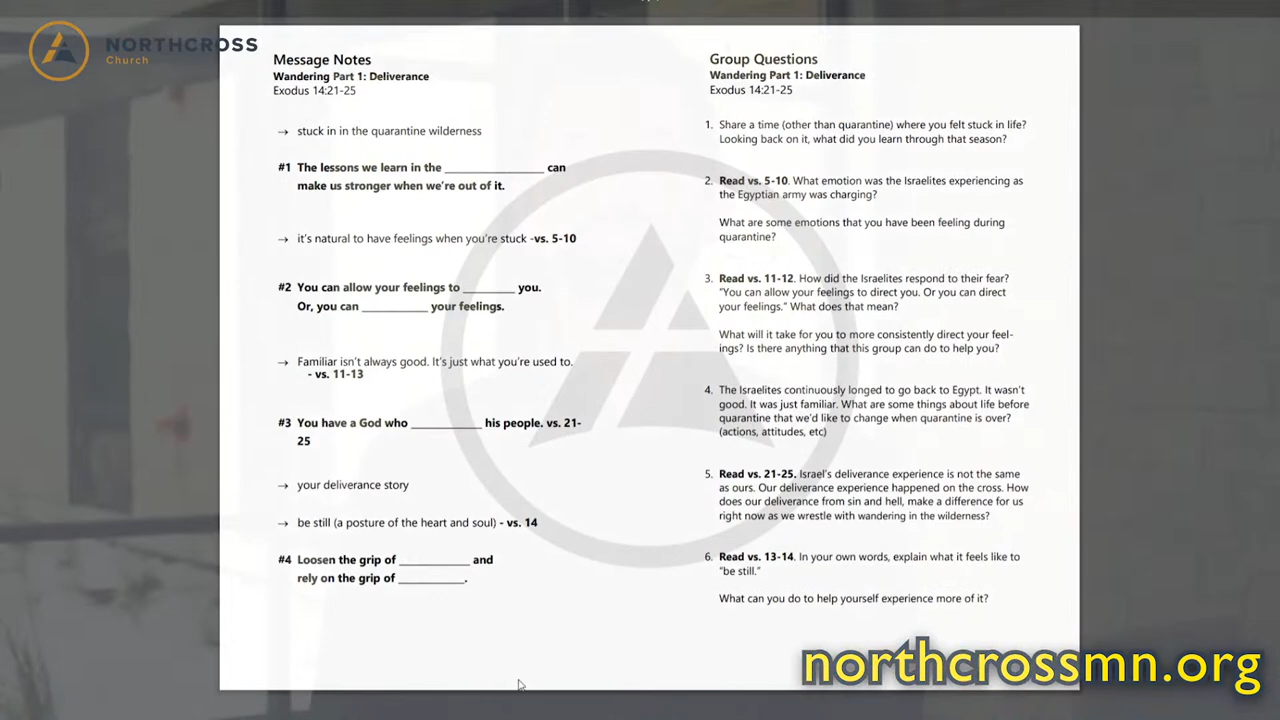 NORTHCROSS
Church
Message Notes
Wandering Part 1: Deliverance
Exodus 14:21-25
→ stuck in in the quarantine wilderness
#1 The lessons we learn in the _______________ can
make us stronger when we're out of it.
→ it's natural to have feelings when you're stuck -vs. 5-10
#2 You can allow your feelings to ________ you.
Or, you can __________ your feelings.
→ Familiar isn't always good. It's just what you're used to.
- vs. 11-13
#3 You have a God who ___________ his people. vs. 21-
25
→ your deliverance story
→ be still (a posture of the heart and soul) - vs. 14
#4 Loosen the grip of ___________ and
rely on the grip of __________.
Group Questions
Wandering Part 1: Deliverance
Exodus 14:21-25
1. Share a time (other than quarantine) where you felt stuck in life?
Looking back on it, what did you learn through that season?
2. Read vs. 5-10. What emotion was the Israelites experiencing as
the Egyptian army was charging?
What are some emotions that you have been feeling during
quarantine?
3. Read vs. 11-12. How did the Israelites respond to their fear?
"You can allow your feelings to direct you. Or you can direct
your feelings." What does that mean?
What will it take for you to more consistently direct your feel-
ings? Is there anything that this group can do to help you?
4. The Israelites continuously longed to go back to Egypt. It wasn't
good. It was just familiar. What are some things about life before
quarantine that we'd like to change when quarantine is over?
(actions, attitudes, etc)
5. Read vs. 21-25. Israel's deliverance experience is not the same
as ours. Our deliverance experience happened on the cross. How
does our deliverance from sin and hell, make a difference for us
right now as we wrestle with wandering in the wilderness?
6. Read vs. 13-14. In your own words, explain what it feels like to
"be still."
What can you do to help yourself experience more of it?
northcrossmn.org